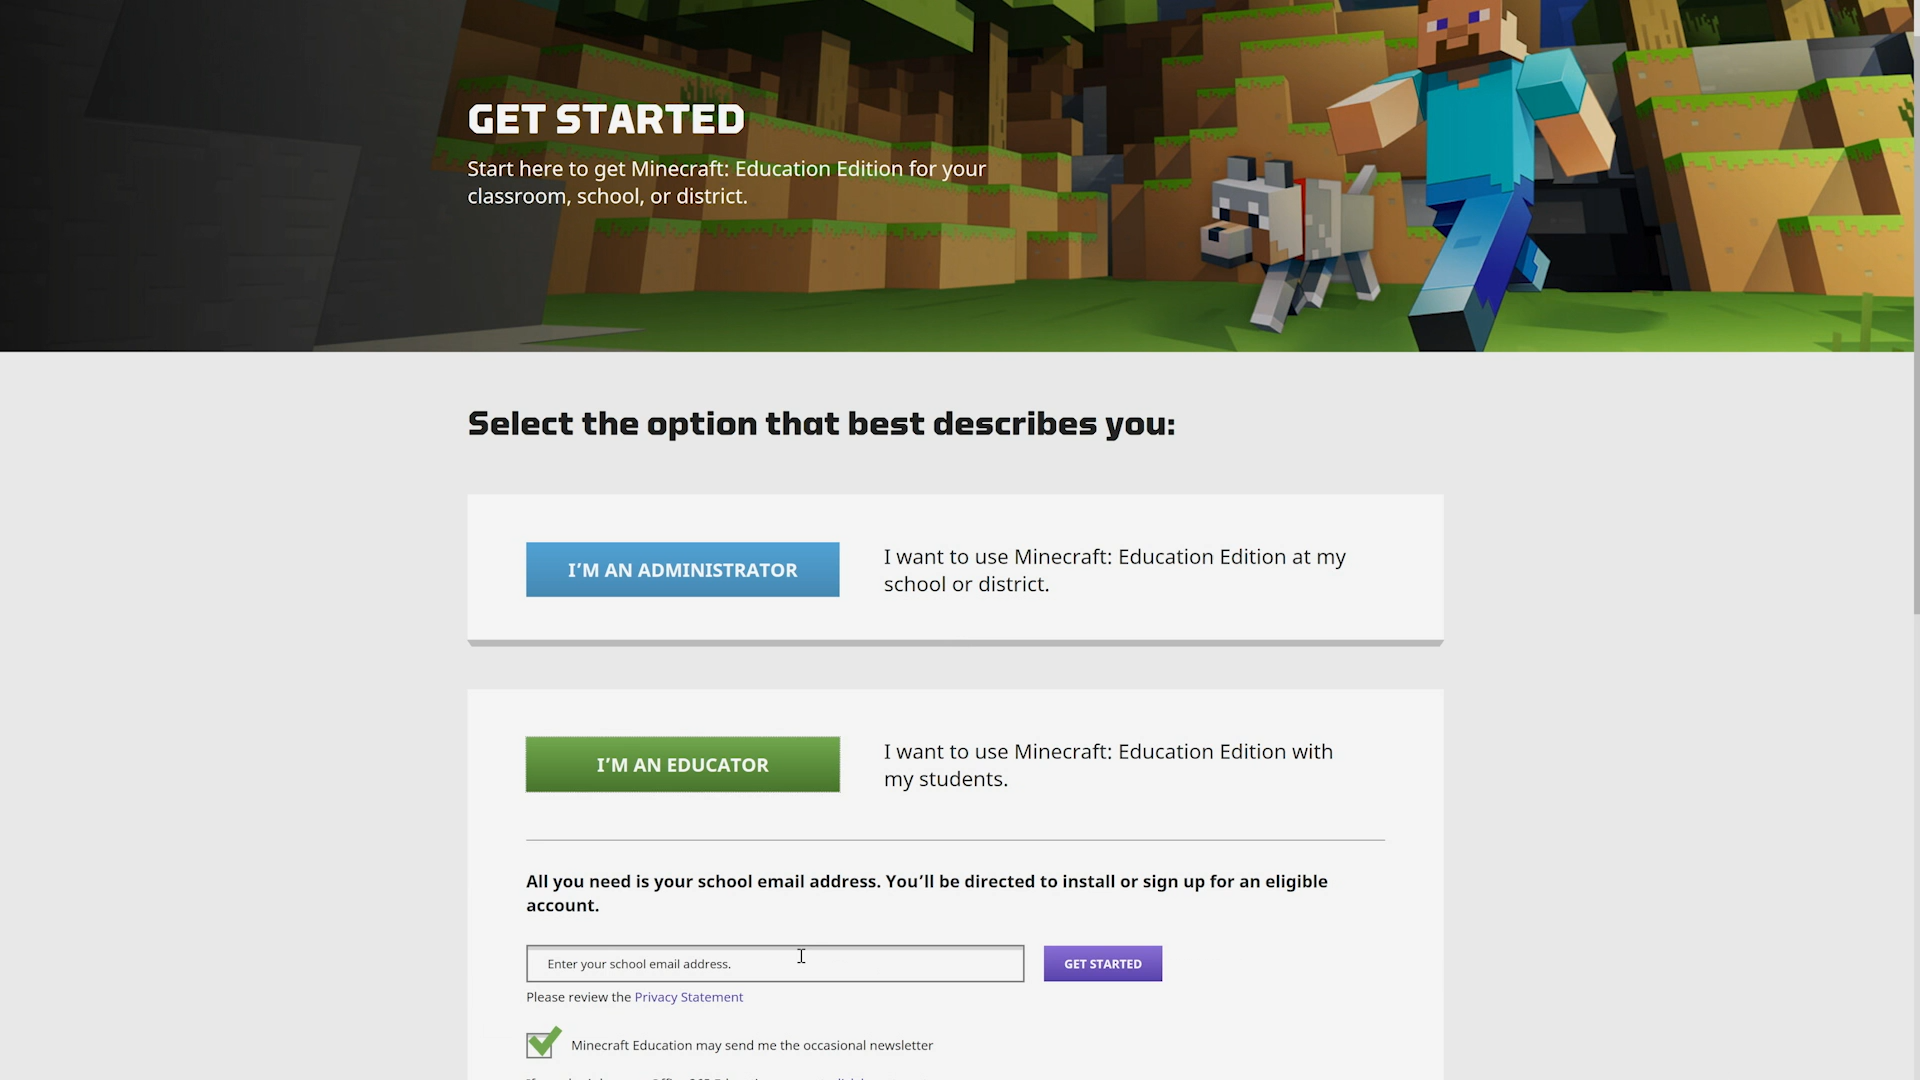 GET STARTED
Start here to get Minecraft: Education Edition for your
classroom, school, or district.
Select the option that best describes you:
I'M AN ADMINISTRATOR
I want to use Minecraft: Education Edition at my
school or district.
I'M AN EDUCATOR
I want to use Minecraft: Education Edition with
my students.
All you need is your school email address. You'll be directed to install or sign up for an eligible
account.
Enter your school email address.
GET STARTED
Please review the Privacy Statement
Minecraft Education may send me the occasional newsletter